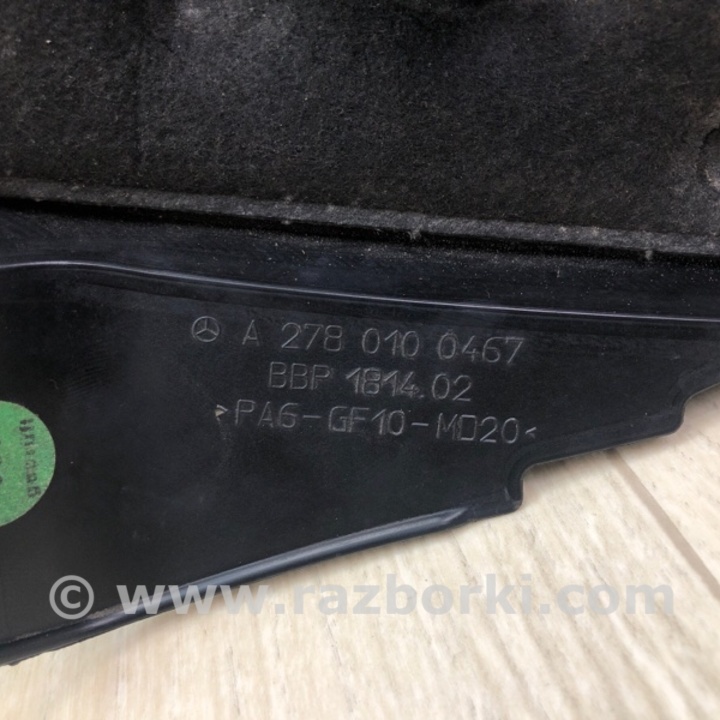 A 278 010 0467
BBP 1814.02
>PA6-GF10-MD20<
© www.razborki.com